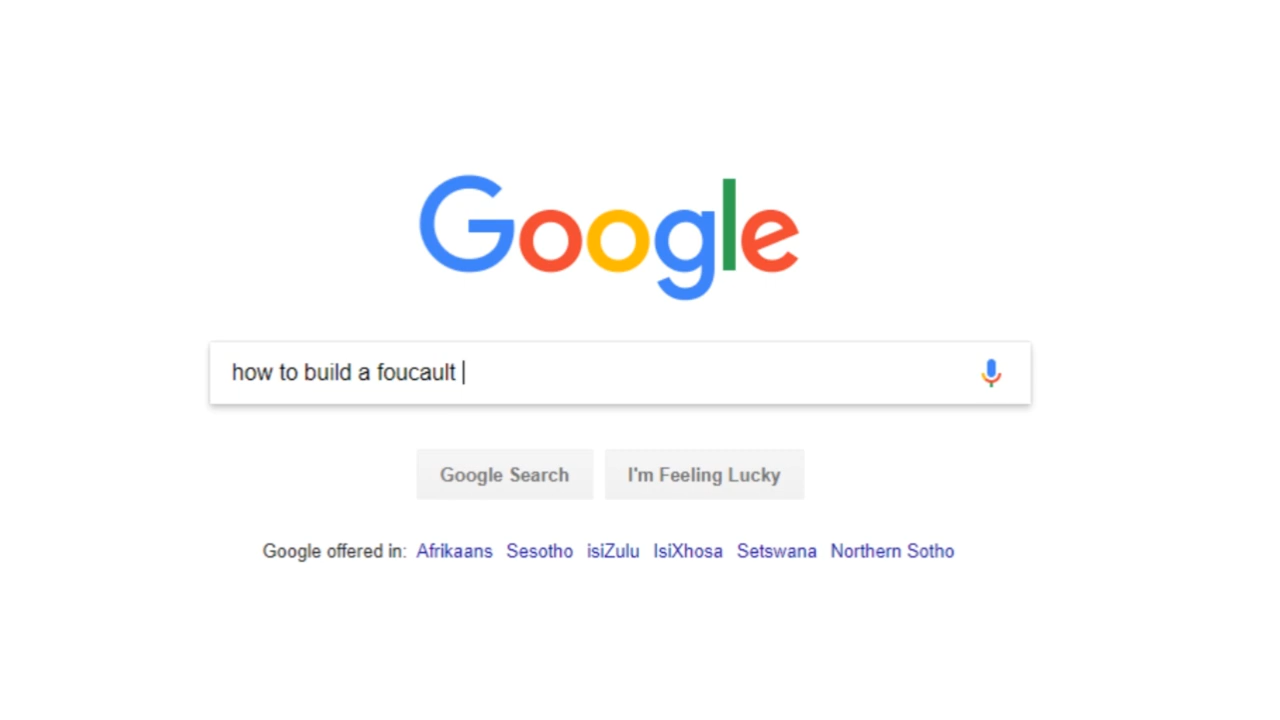 Google
how to build a foucault
Google Search
I'm Feeling Lucky
Google offered in: Afrikaans Sesotho isiZulu IsiXhosa Setswana Northern Sotho